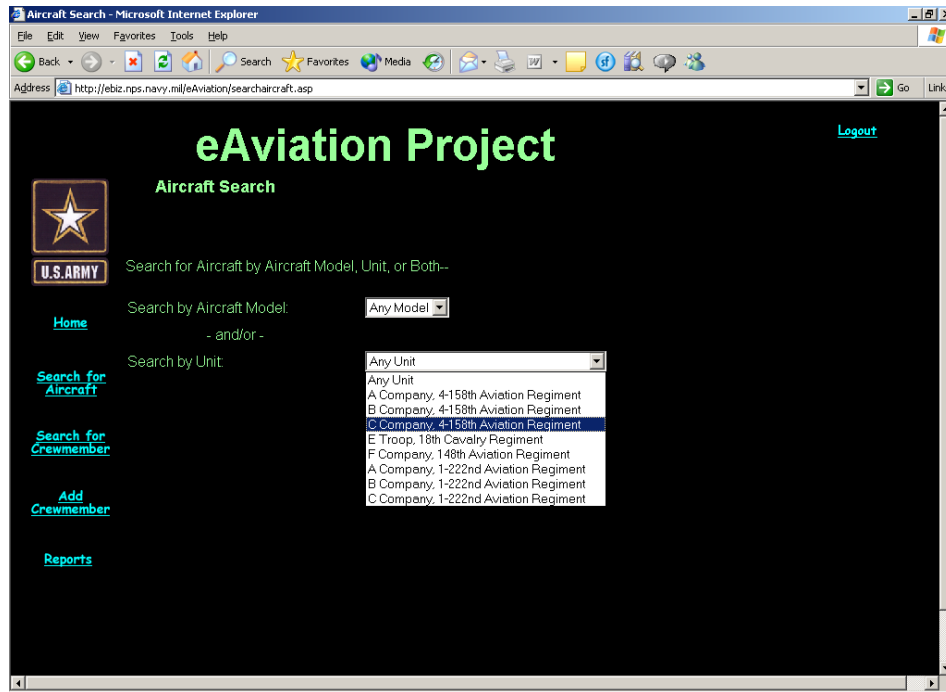 Aircraft Search - Microsoft Internet Explorer
File Edit View Favorites Tools Help
Back Search Favorites Media
Address http://ebiz.nps.navy.mil/eAviation/searchaircraft.asp Go Link
eAviation Project
Logout
Aircraft Search
U.S.ARMY
Search for Aircraft by Aircraft Model, Unit, or Both--
Search by Aircraft Model: Any Model
- and/or -
Search by Unit: Any Unit
Any Unit
A Company, 4-158th Aviation Regiment
B Company, 4-158th Aviation Regiment
C Company, 4-158th Aviation Regiment
E Troop, 18th Cavalry Regiment
F Company, 148th Aviation Regiment
A Company, 1-222nd Aviation Regiment
B Company, 1-222nd Aviation Regiment
C Company, 1-222nd Aviation Regiment
Home
Search for
Aircraft
Search for
Crewmember
Add
Crewmember
Reports